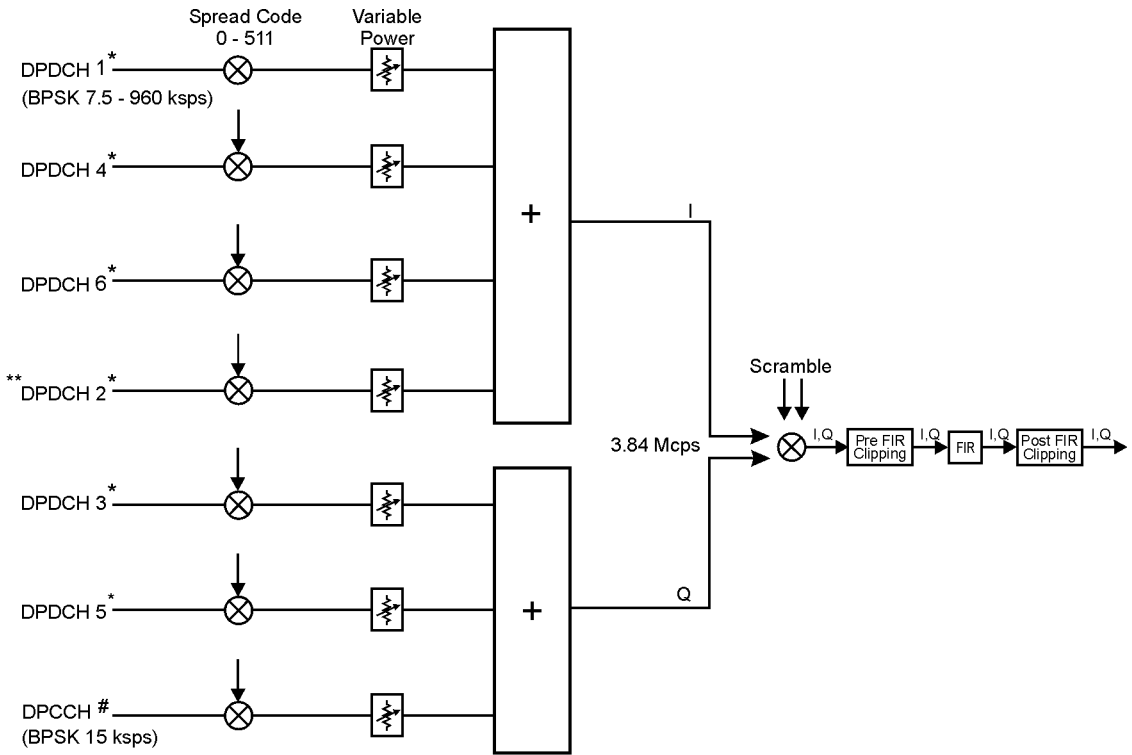 Spread Code
0 - 511
Variable
Power
DPDCH 1*
(BPSK 7.5 - 960 ksps)
DPDCH 4*
+
I
DPDCH 6*
**DPDCH 2*
Scramble
3.84 Mcps
I,Q
Pre FIR
Clipping
I,Q
FIR
I,Q
Post FIR
Clipping
I,Q
DPDCH 3*
DPDCH 5*
+
Q
DPCCH #
(BPSK 15 ksps)